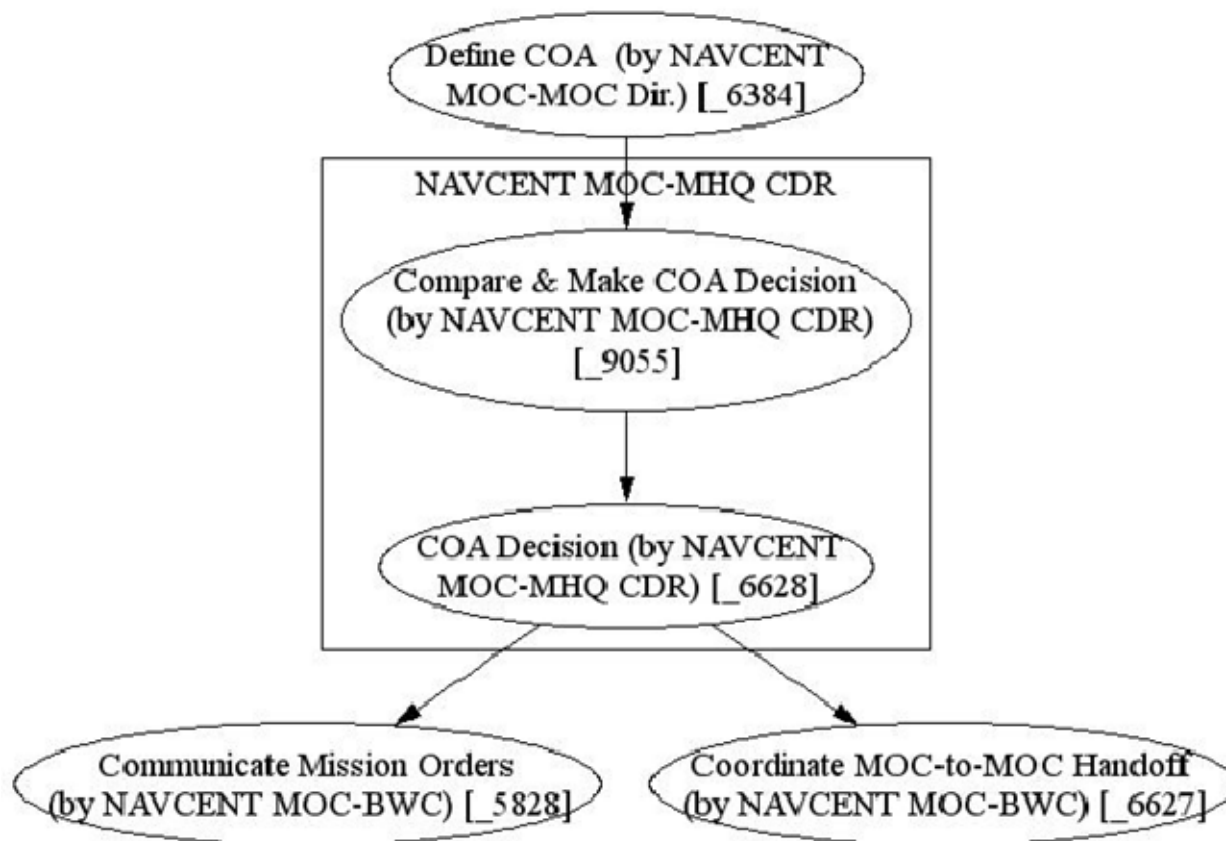 Define COA (by NAVCENT
MOC-MOC Dir.) [_6384]
NAVCENT MOC-MHQ CDR
Compare & Make COA Decision
(by NAVCENT MOC-MHQ CDR)
[_9055]
COA Decision (by NAVCENT
MOC-MHQ CDR) [_6628]
Communicate Mission Orders
(by NAVCENT MOC-BWC) [_5828]
Coordinate MOC-to-MOC Handoff
(by NAVCENT MOC-BWC) [_6627]